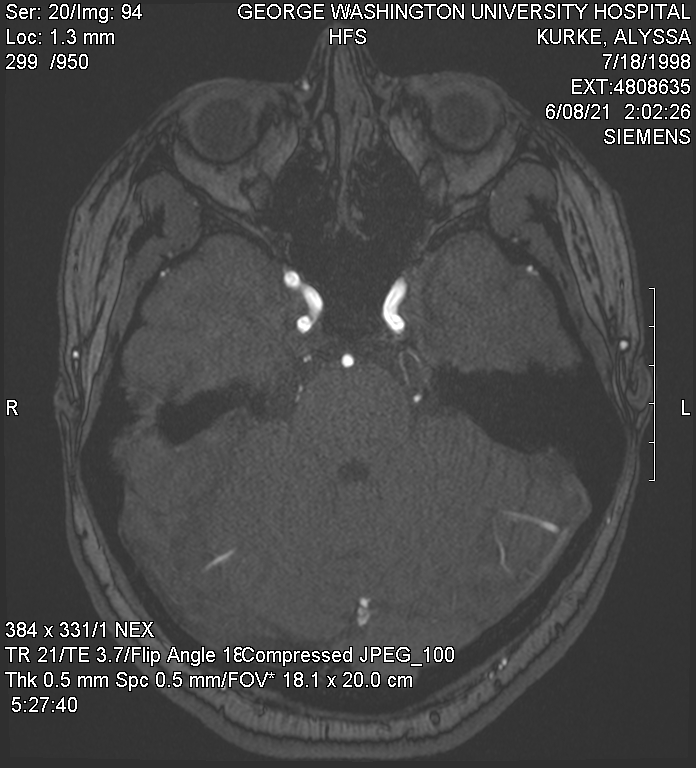 Ser: 20/Img: 94
Loc: 1.3 mm
299 /950
HFS
GEORGE WASHINGTON UNIVERSITY HOSPITAL
KURKE, ALYSSA
7/18/1998
EXT:4808635
6/08/21 2:02:26
SIEMENS
R
L
384 x 331/1 NEX
TR 21/TE 3.7/Flip Angle 18Compressed JPEG_100
Thk 0.5 mm Spc 0.5 mm/FOV* 18.1 x 20.0 cm
5:27:40